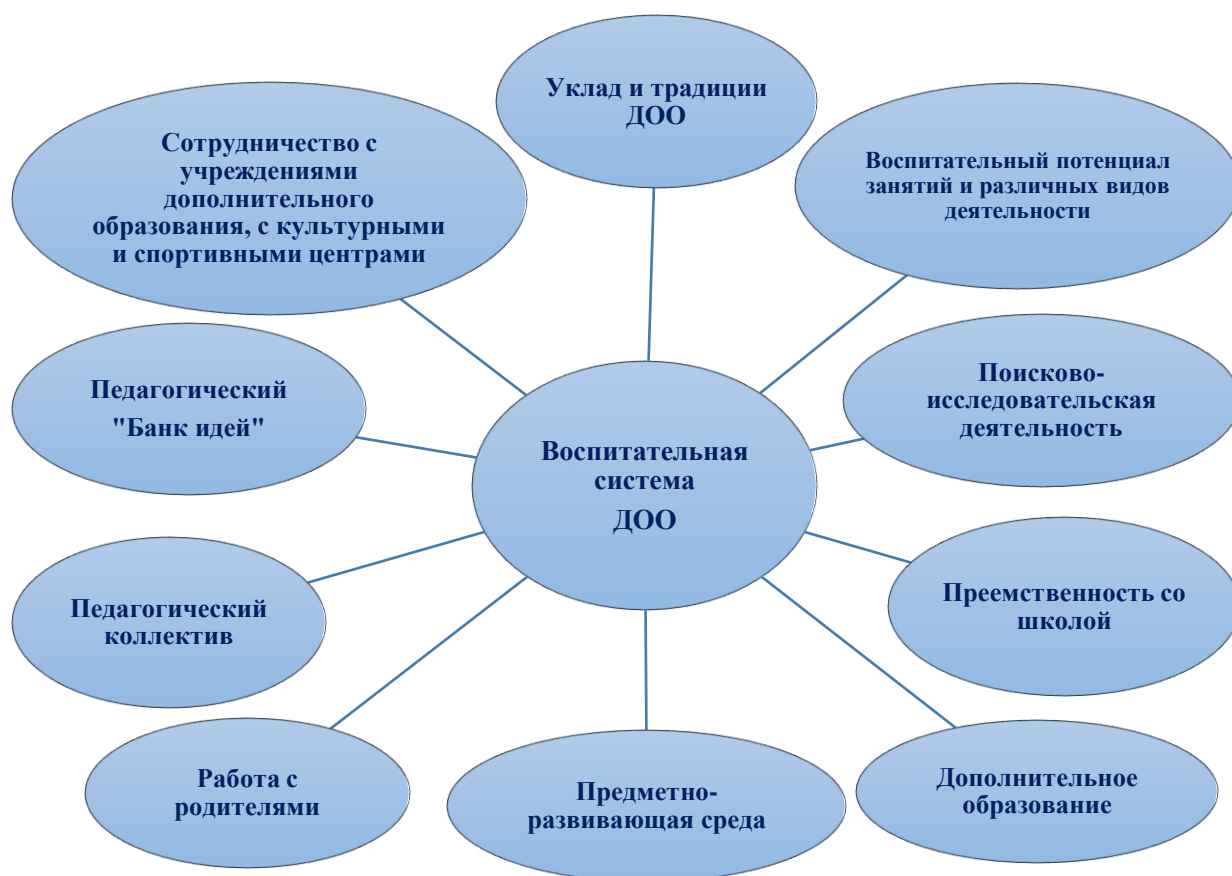 Уклад и традиции
ДОО
Сотрудничество с
учреждениями
дополнительного
образования, с культурными
и спортивными центрами
Воспитательный потенциал
занятий и различных видов
деятельности
Педагогический
"Банк идей"
Поисково-
исследовательская
деятельность
Воспитательная
система
ДОО
Педагогический
коллектив
Преемственность со
школой
Работа с
родителями
Предметно-
развивающая среда
Дополнительное
образование